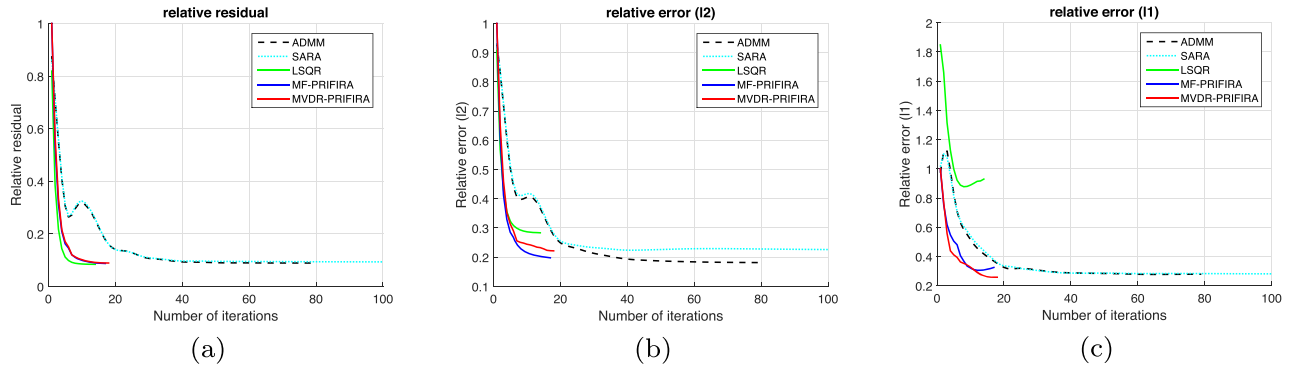 relative residual
Relative residual
1
0.8
0.6
0.4
0.2
0
0
20
40
60
80
100
Number of iterations
ADMM
SARA
LSQR
MF-PRIFIRA
MVDR-PRIFIRA
(a)
relative error (l2)
Relative error (l2)
1
0.9
0.8
0.7
0.6
0.5
0.4
0.3
0.2
0.1
0
20
40
60
80
100
Number of iterations
ADMM
SARA
LSQR
MF-PRIFIRA
MVDR-PRIFIRA
(b)
relative error (l1)
Relative error (l1)
2
1.8
1.6
1.4
1.2
1
0.8
0.6
0.4
0.2
0
20
40
60
80
100
Number of iterations
ADMM
SARA
LSQR
MF-PRIFIRA
MVDR-PRIFIRA
(c)